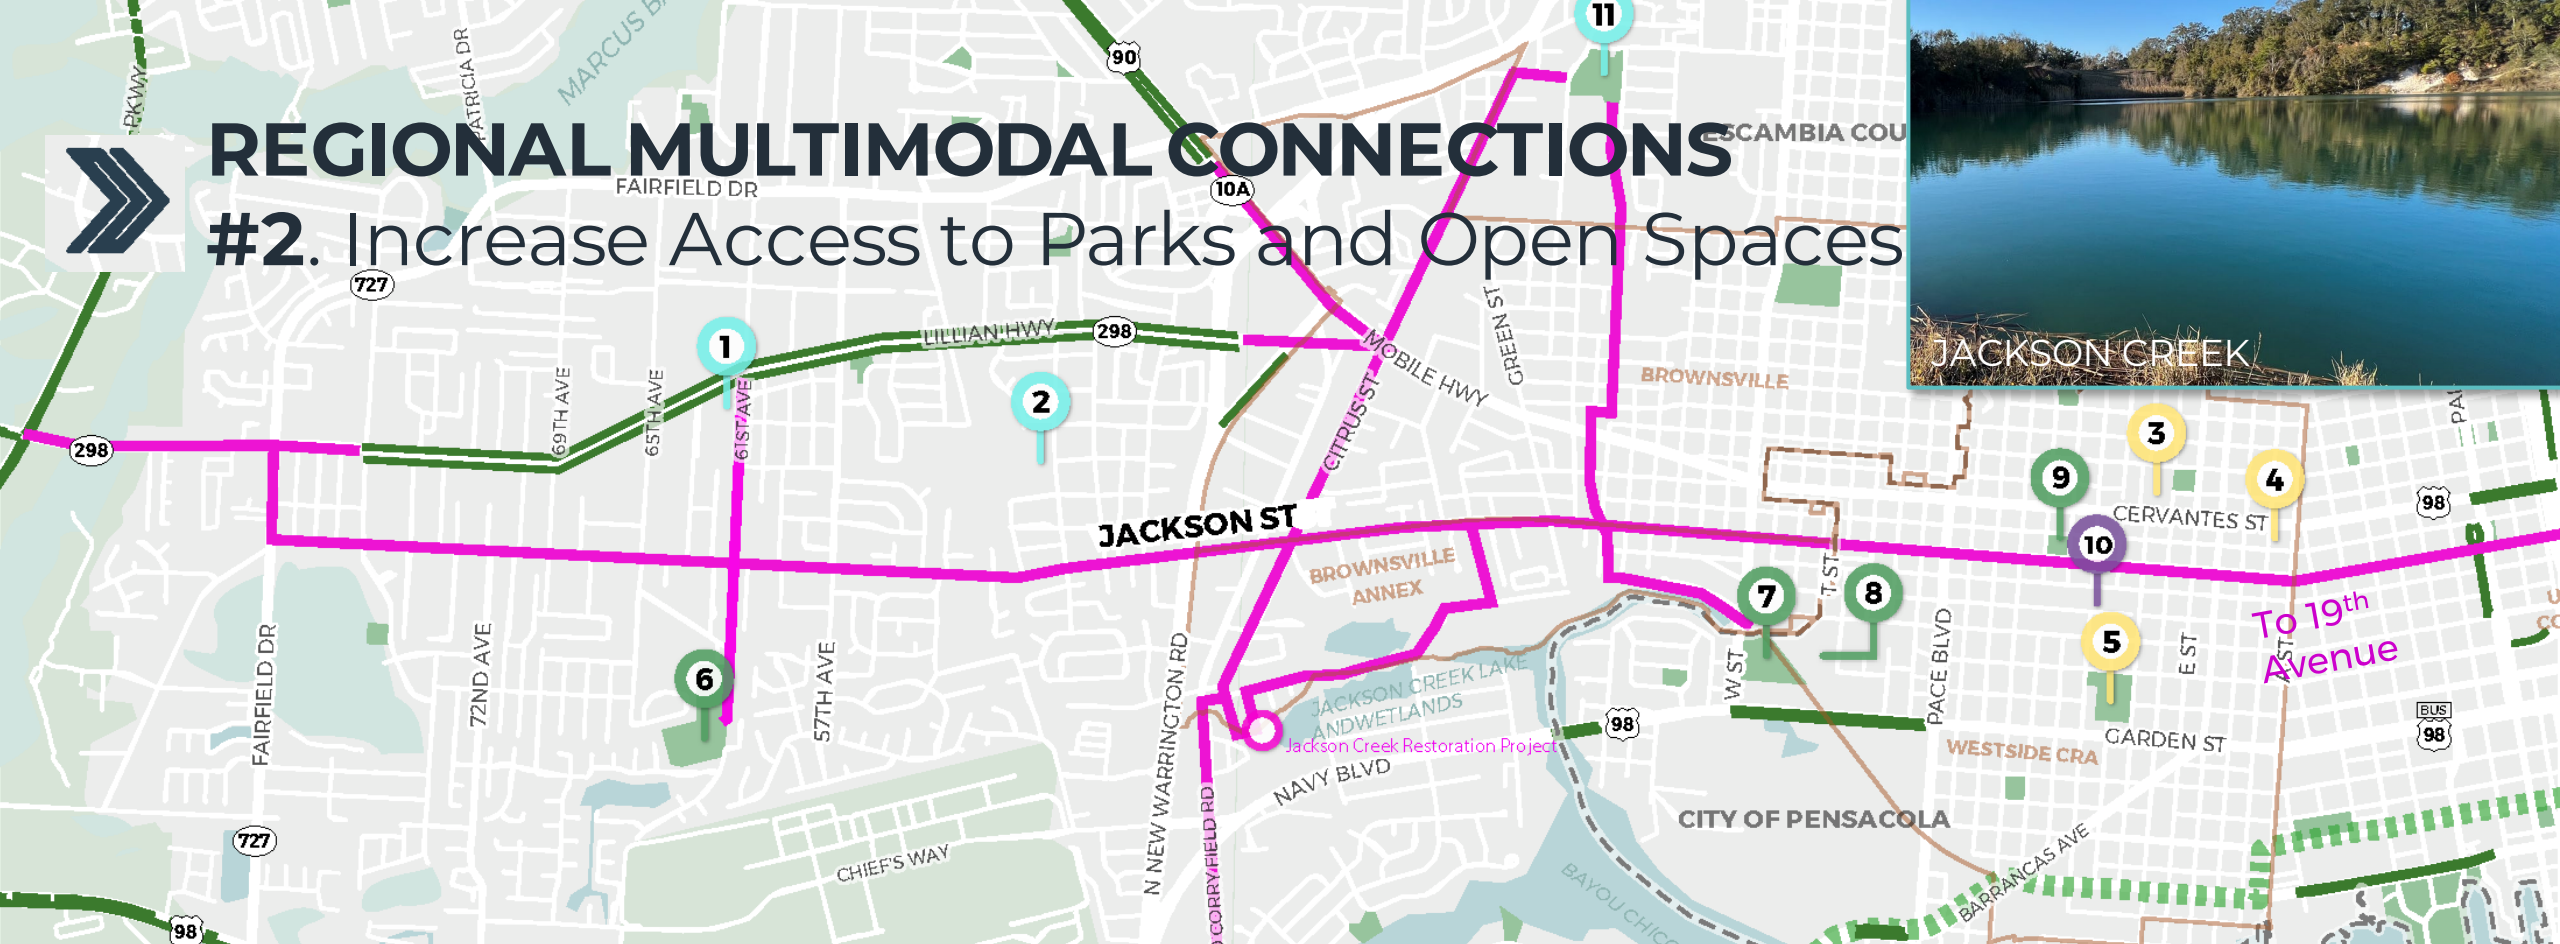 REGIONAL MULTIMODAL CONNECTIONS
#2. Increase Access to Parks and Open Spaces
JACKSON CREEK
PKWY
PATRICIA DR
MARCUS B
90
11
ESCAMBIA COU
FAIRFIELD DR
10A
727
1
LILLIAN HWY
298
2
MOBILE HWY
GREEN ST
BROWNSVILLE
CITRUS ST
69TH AVE
65TH AVE
61ST AVE
298
3
4
9
98
CERVANTES ST
10
JACKSON ST
BROWNSVILLE
ANNEX
7
8
T ST
5
To 19th
Avenue
E ST
A ST
6
FAIRFIELD DR
72ND AVE
57TH AVE
N NEW WARRINGTON RD
JACKSON CREEK LAKE
ANDWETLANDS
Jackson Creek Restoration Project
W ST
PACE BLVD
98
BUS
98
GARDEN ST
WESTSIDE CRA
NAVY BLVD
CITY OF PENSACOLA
727
CHIEF'S WAY
CORRY FIELD RD
BARRANCAS AVE
BAYOU CHICO
98